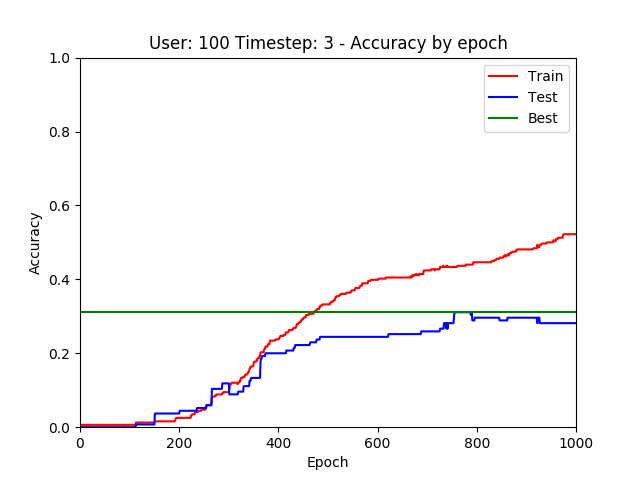 User: 100 Timestep: 3 - Accuracy by epoch
1.0
0.8
0.6
0.4
0.2
0.0
Accuracy
Train
Test
Best
0 200 400 600 800 1000
Epoch